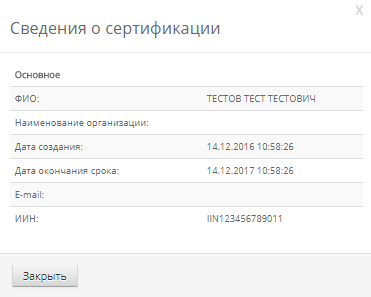 X
Сведения о сертификации
Основное
ФИО: ТЕСТОВ ТЕСТ ТЕСТОВИЧ
Наименование организации:
Дата создания: 14.12.2016 10:58:26
Дата окончания срока: 14.12.2017 10:58:26
E-mail:
ИИН: IIN123456789011
Закрыть